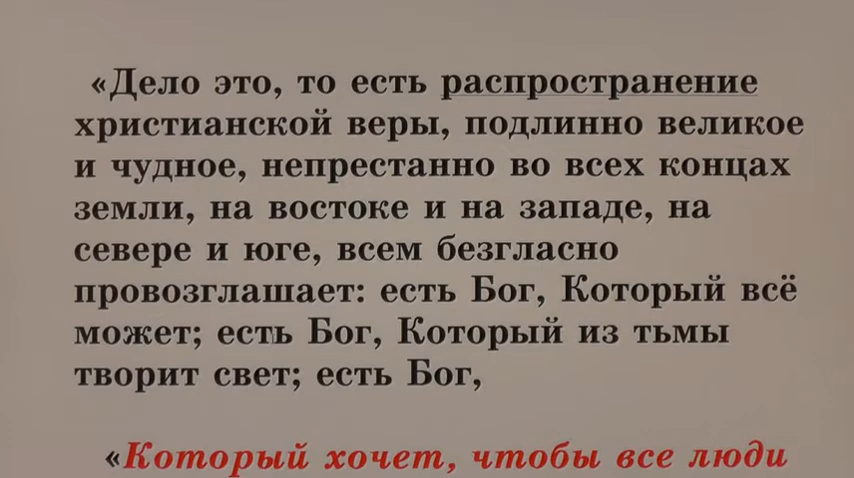 «Дело это, то есть распространение
христианской веры, подлинно великое
и чудное, непрестанно во всех концах
земли, на востоке и на западе, на
севере и юге, всем безгласно
провозглашает: есть Бог, Который всё
может; есть Бог, Который из тьмы
творит свет; есть Бог,
«Который хочет, чтобы все люди